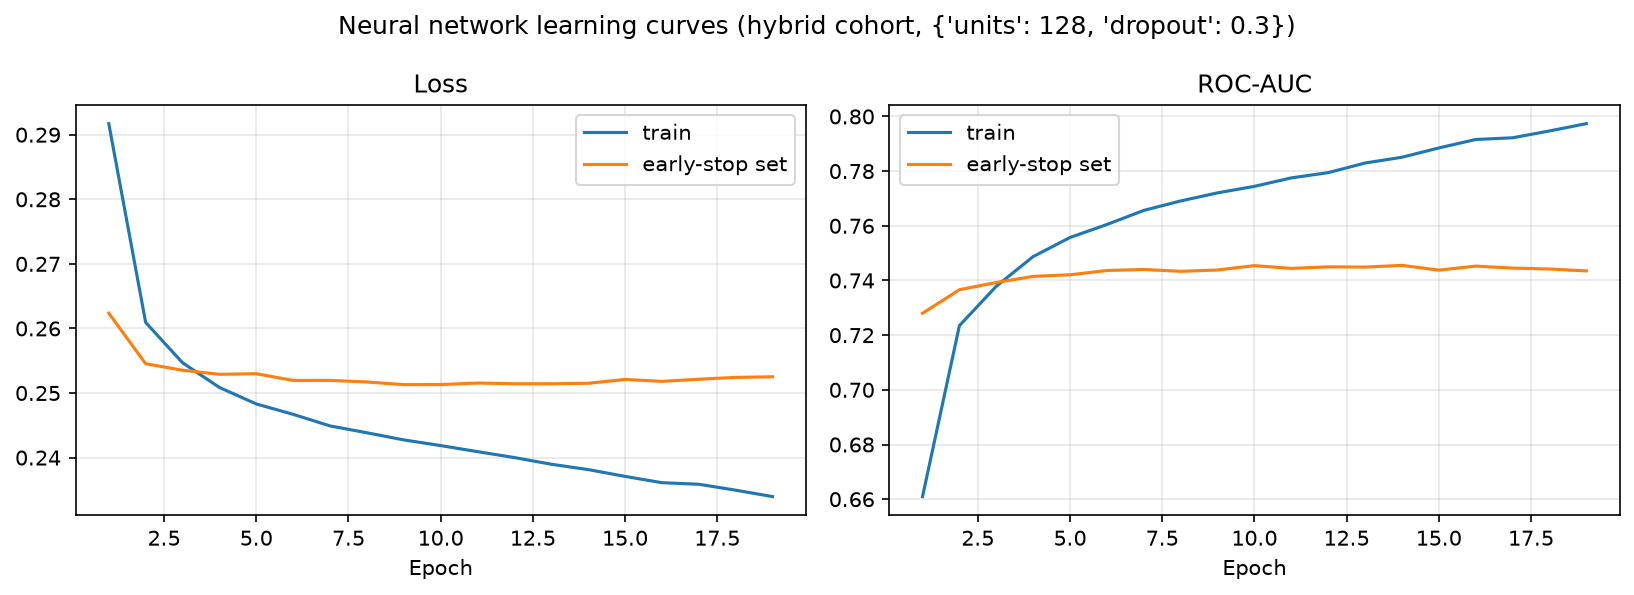 Neural network learning curves (hybrid cohort, {'units': 128, 'dropout': 0.3})
Loss
train
early-stop set
0.29
0.28
0.27
0.26
0.25
0.24
2.5 5.0 7.5 10.0 12.5 15.0 17.5
Epoch
ROC-AUC
train
early-stop set
0.80
0.78
0.76
0.74
0.72
0.70
0.68
0.66
2.5 5.0 7.5 10.0 12.5 15.0 17.5
Epoch